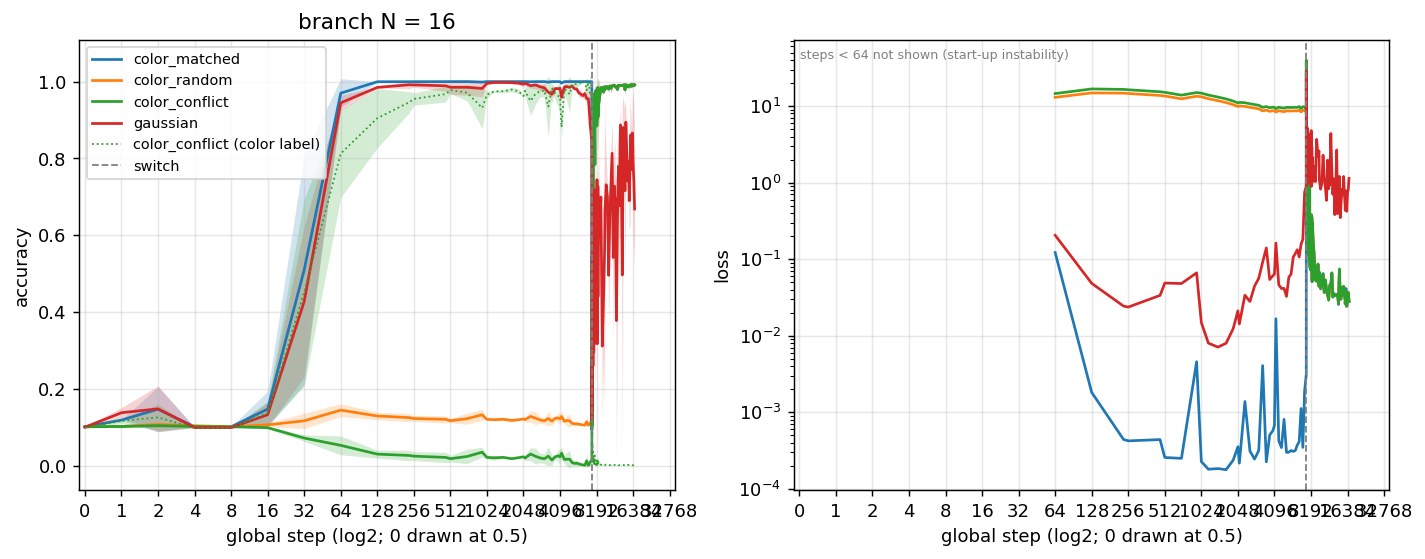 branch N = 16
color_matched
color_random
color_conflict
gaussian
color_conflict (color label)
switch
accuracy
1.0
0.8
0.6
0.4
0.2
0.0
0 1 2 4 8 16 32 64 128 256 512 1024 2048 4096 8192 16384 32768
global step (log2; 0 drawn at 0.5)
steps < 64 not shown (start-up instability)
loss
10^1
10^0
10^-1
10^-2
10^-3
10^-4
0 1 2 4 8 16 32 64 128 256 512 1024 2048 4096 8192 16384 32768
global step (log2; 0 drawn at 0.5)